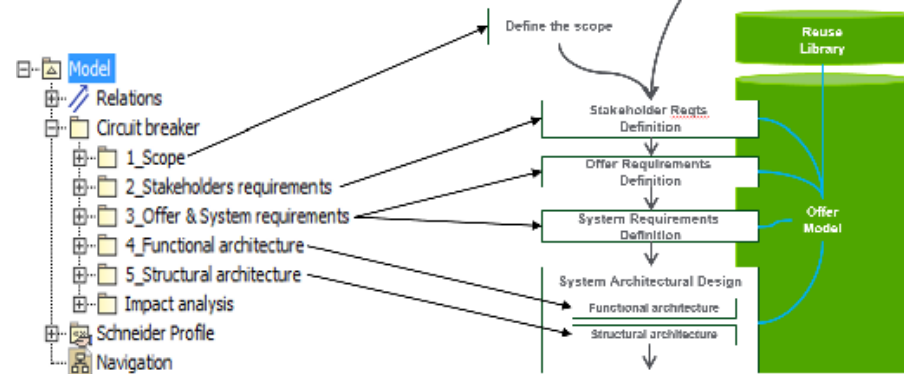 Model
Relations
Circuit breaker
1_Scope
2_Stakeholders requirements
3_Offer & System requirements
4_Functional architecture
5_Structural architecture
Impact analysis
Schneider Profile
Navigation
Define the scope
Stakeholder Reqts
Definition
Offer Requirements
Definition
System Requirements
Definition
System Architectural Design
Functional architecture
Structural architecture
Reuse
Library
Offer
Model